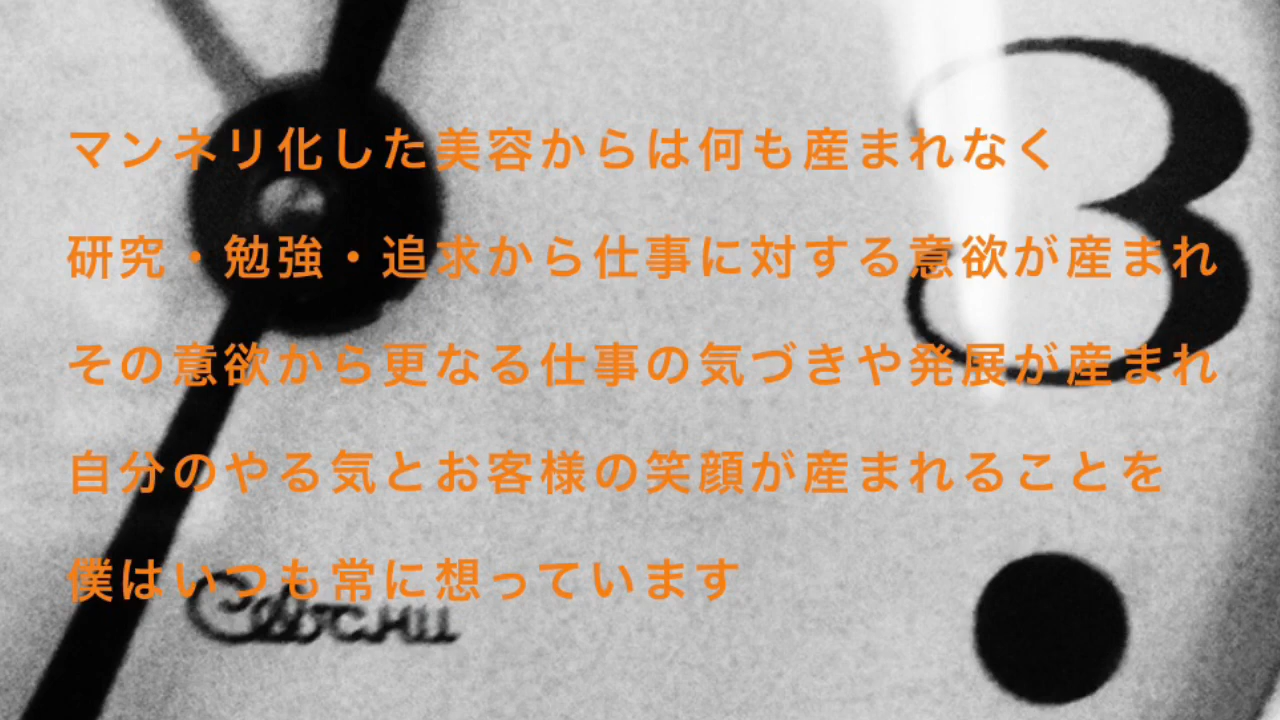 マンネリ化した美容からは何も産まれなく
研究・勉強・追求から仕事に対する意欲が産まれ
その意欲から更なる仕事の気づきや発展が産まれ
自分のやる気とお客様の笑顔が産まれることを
僕はいつも常に想っています
3